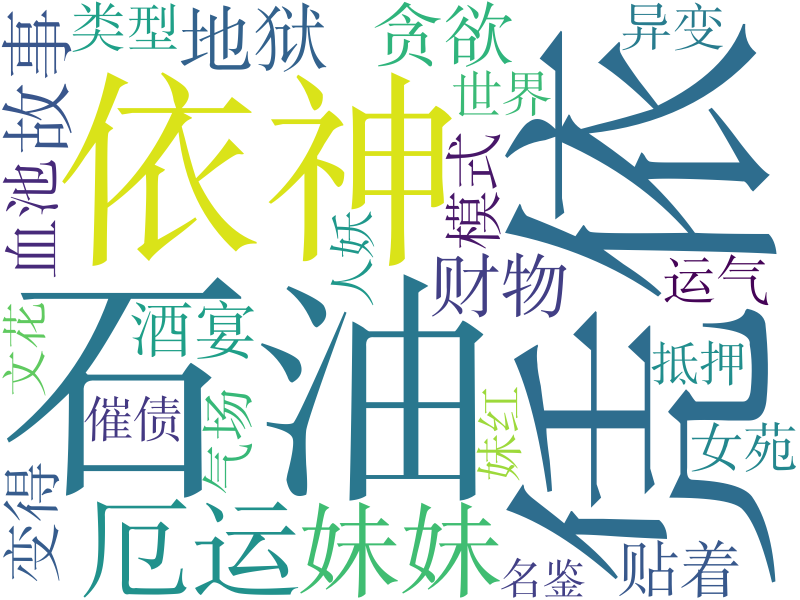 类型
地狱
贪欲
异变
故事
依神
世界
凭依
血池
模式
人妖
财物
运气
石油
酒宴
文花
催债
气场
妹红
抵押
女苑
变得
厄运
妹妹
名鉴
贴着